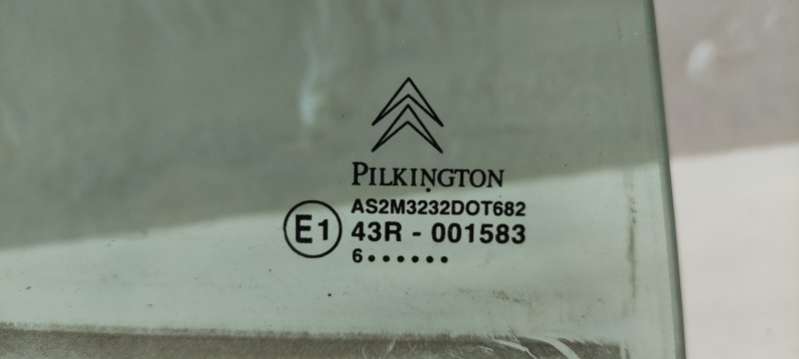 PILKINGTON
AS2M3232DOT682
E1 43R - 001583
6••••••